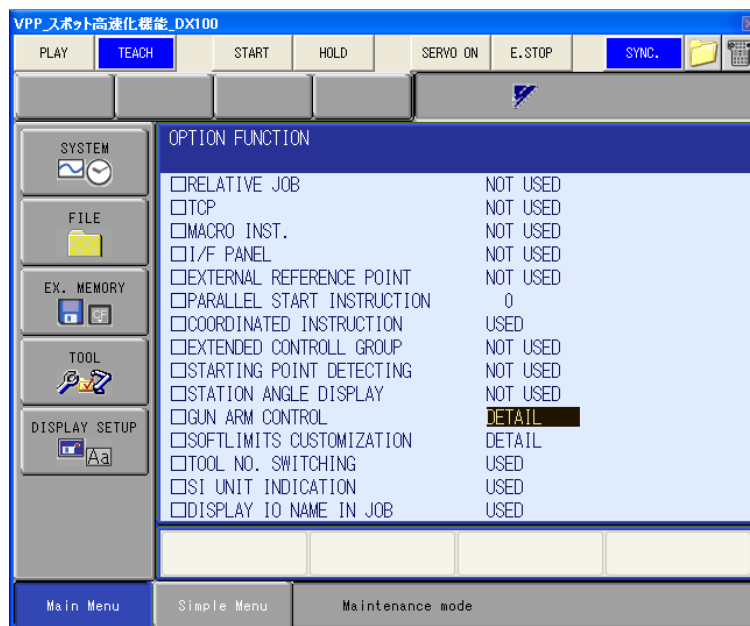 VPP_スポット高速化機能_DX100
PLAY TEACH START HOLD SERVO ON E.STOP SYNC.
OPTION FUNCTION
SYSTEM
FILE
EX. MEMORY
CF
TOOL
DISPLAY SETUP
Aa
□RELATIVE JOB NOT USED
□TCP NOT USED
□MACRO INST. NOT USED
□I/F PANEL NOT USED
□EXTERNAL REFERENCE POINT NOT USED
□PARALLEL START INSTRUCTION 0
□COORDINATED INSTRUCTION USED
□EXTENDED CONTROLL GROUP NOT USED
□STARTING POINT DETECTING NOT USED
□STATION ANGLE DISPLAY NOT USED
□GUN ARM CONTROL DETAIL
□SOFTLIMITS CUSTOMIZATION DETAIL
□TOOL NO. SWITCHING USED
□SI UNIT INDICATION USED
□DISPLAY IO NAME IN JOB USED
Main Menu Simple Menu Maintenance mode